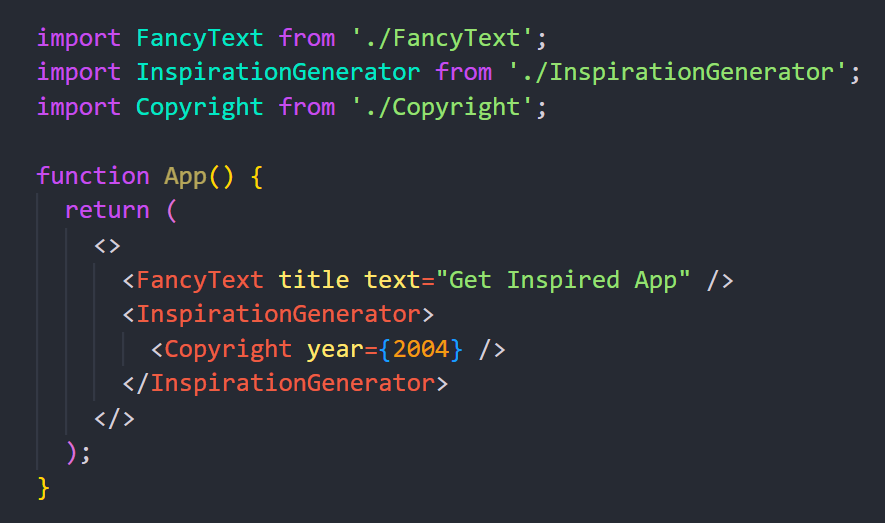 import FancyText from './FancyText';
import InspirationGenerator from './InspirationGenerator';
import Copyright from './Copyright';

function App() {
  return (
    <>
      <FancyText title text="Get Inspired App" />
      <InspirationGenerator>
        <Copyright year={2004} />
      </InspirationGenerator>
    </>
  );
}